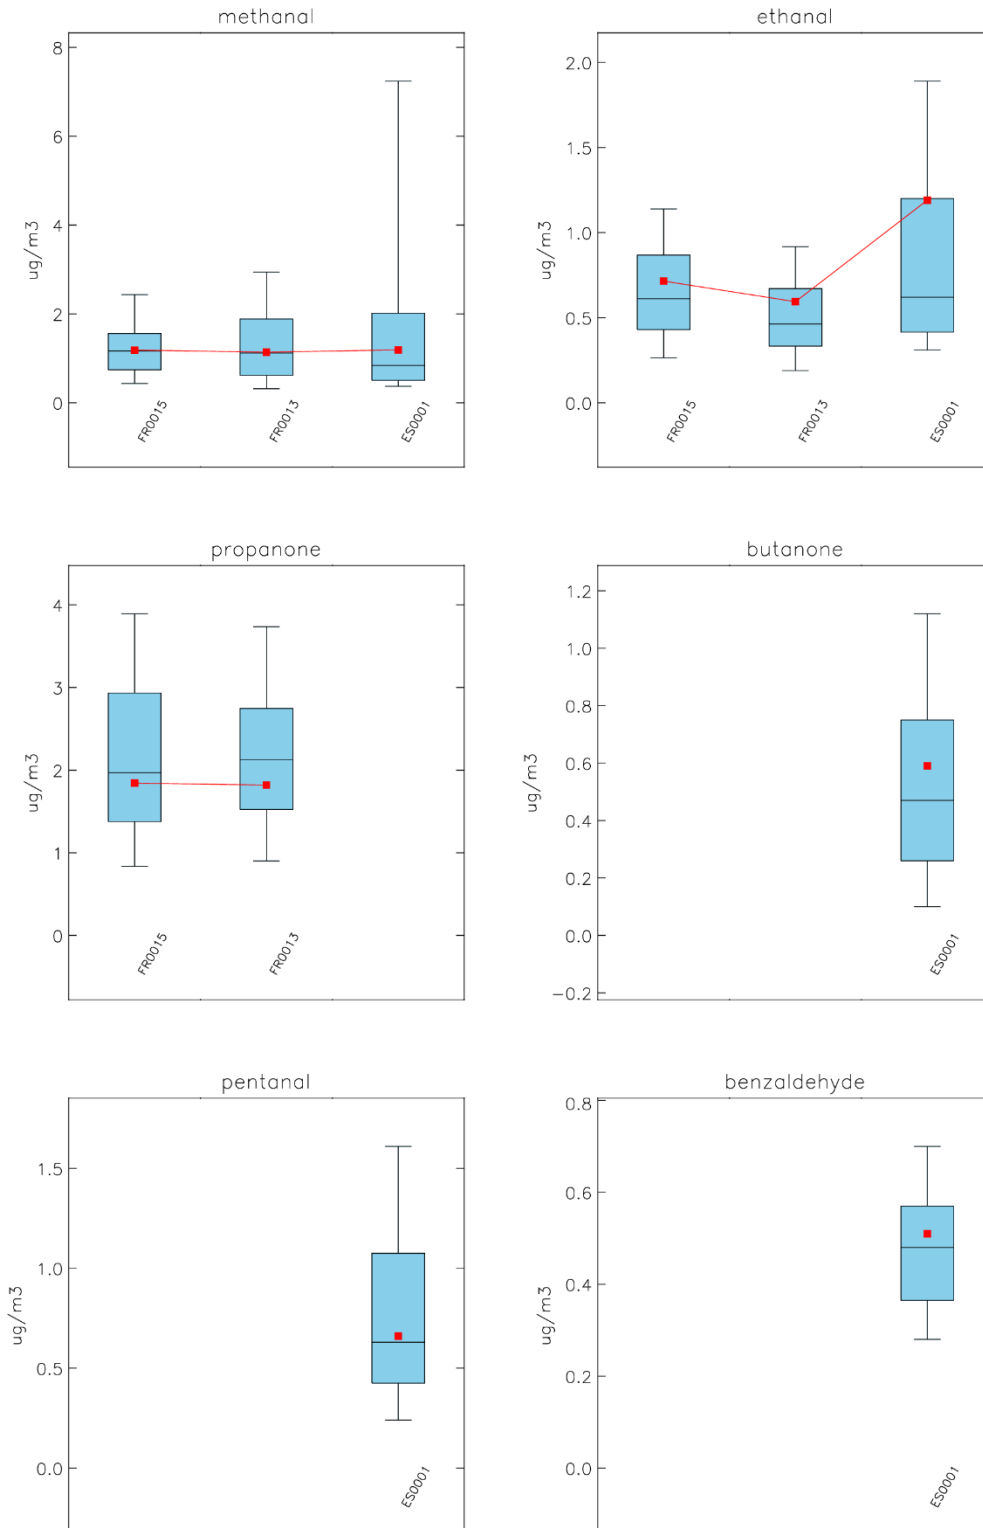 methanal
8
6
4
2
0
ug/m3
FR0015
FR0013
ES0001
ethanal
2.0
1.5
1.0
0.5
0.0
ug/m3
FR0015
FR0013
ES0001
propanone
4
3
2
1
0
ug/m3
FR0015
FR0013
butanone
1.2
1.0
0.8
0.6
0.4
0.2
0.0
−0.2
ug/m3
ES0001
pentanal
1.5
1.0
0.5
0.0
ug/m3
ES0001
benzaldehyde
0.8
0.6
0.4
0.2
0.0
ug/m3
ES0001